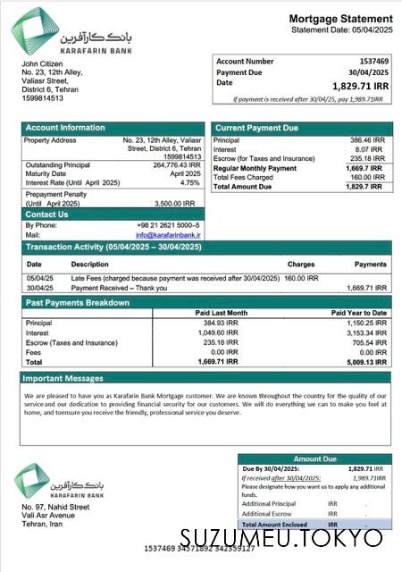 بانک کارآفرین
KARAFARIN BANK
Mortgage Statement
Statement Date: 05/04/2025
John Citizen
No. 23, 12th Alley,
Valiasr Street,
District 6, Tehran
1599814513
Account Number 1537469
Payment Due 30/04/2025
Date 1,829.71 IRR
If payment is received after 30/04/25, pay 1,989.71IRR
Account Information
Property Address No. 23, 12th Alley, Valiasr
Street, District 6, Tehran
1599814513
Outstanding Principal 264,776.43 IRR
Maturity Date April 2025
Interest Rate (Until April 2025) 4.75%
Prepayment Penalty
(Until April 2025) 3,500.00 IRR
Contact Us
By Phone: +98 21 2621 5000–5
Mail: info@karafarinbank.ir
Current Payment Due
Principal 386.46 IRR
Interest 8.07 IRR
Escrow (for Taxes and Insurance) 235.18 IRR
Regular Monthly Payment 1,669.7 IRR
Total Fees Charged 160.00 IRR
Total Amount Due 1,829.7 IRR
Transaction Activity (05/04/2025 – 30/04/2025)
Date Description Charges Payments
05/04/25 Late Fees (charged because payment was received after 30/04/2025) 160.00 IRR
30/04/25 Payment Received – Thank you 1,669.71 IRR
Past Payments Breakdown
Paid Last Month Paid Year to Date
Principal 384.93 IRR 1,150.25 IRR
Interest 1,049.60 IRR 3,153.34 IRR
Escrow (Taxes and Insurance) 235.18 IRR 705.54 IRR
Fees 0.00 IRR 0.00 IRR
Total 1,669.71 IRR 5,009.13 IRR
Important Messages
We are pleased to have you as Karafarin Bank Mortgage customer. We are known throughout the country for the quality of our
service and our dedication to providing financial security for our customers. We will do everything we can to make you feel at
home, and toensure you receive the friendly, professional service you deserve.
بانک کارآفرین
KARAFARIN BANK
No. 97, Nahid Street
Vali Asr Avenue
Tehran, Iran
Amount Due
Due By 30/04/2025: 1,829.71 IRR
If received after 30/04/2025: 1,989.71IRR
Please designate how you want us to apply any additional
funds.
Additional Principal IRR .
Additional Escrow IRR .
Total Amount Enclosed IRR .
SUZUMEU.TOKYO
1537469 34571892 342359127